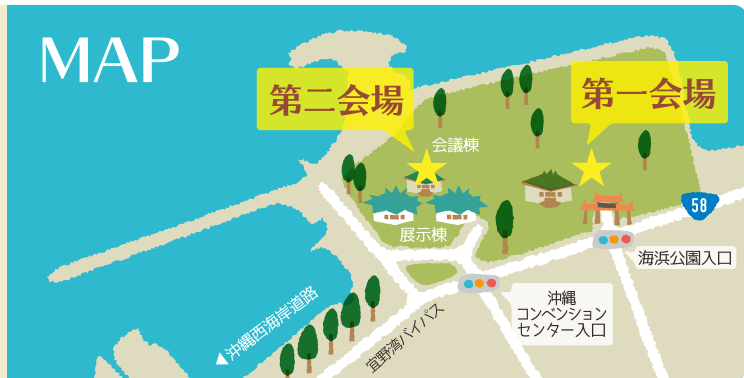 MAP
第二会場
第一会場
会議棟
展示棟
58
海浜公園入口
沖縄
コンベンション
センター入口
▲沖縄西海岸道路
宜野湾バイパス